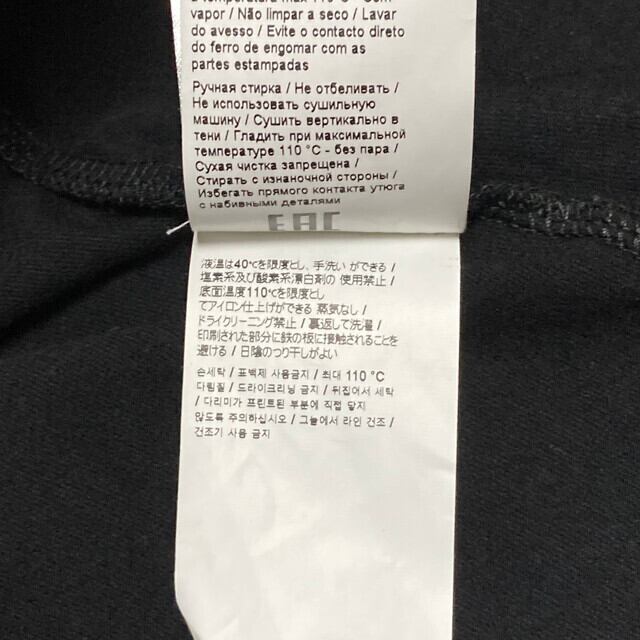 temperatura max 110°C - Com
vapor / Não limpar a seco / Lavar
do avesso / Evite o contacto direto
do ferro de engomar com as
partes estampadas
Ручная стирка / Не отбеливать /
Не использовать сушильную
машину / Сушить вертикально в
тени / Гладить при максимальной
температуре 110 °C - без пара /
Сухая чистка запрещена /
Стирать с изнаночной стороны /
Избегать прямого контакта утюга
с набивными деталями
EAC
液温は40℃を限度とし、手洗い ができる /
塩素系及び酸素系漂白剤の 使用禁止 /
底面温度110℃を限度とし
てアイロン仕上げができる 蒸気なし /
ドライクリーニング禁止 / 裏返して洗濯 /
印刷された部分に鉄の板に接触されることを
避ける / 日陰のつり干しがよい
손세탁 / 표백제 사용금지 / 최대 110 °C
다림질 / 드라이크리닝 금지 / 뒤집어서 세탁
/ 다리미가 프린트된 부분에 직접 닿지
않도록 주의하십시오 / 그늘에서 라인 건조 /
건조기 사용 금지